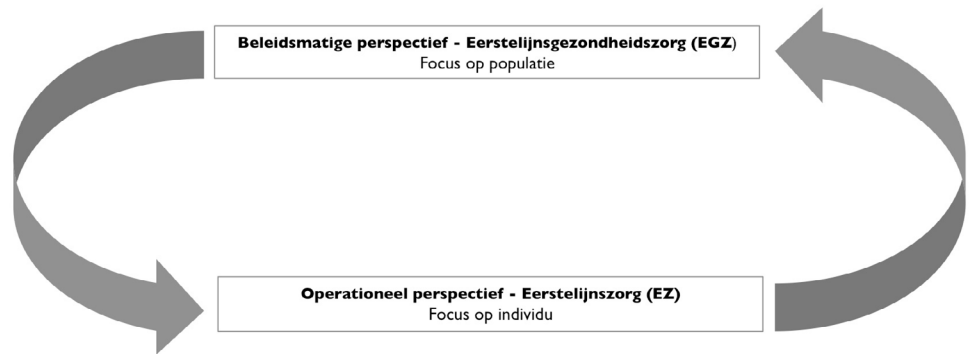 Beleidsmatige perspectief - Eerstelijnsgezondheidszorg (EGZ)
Focus op populatie
Operationeel perspectief - Eerstelijnszorg (EZ)
Focus op individu